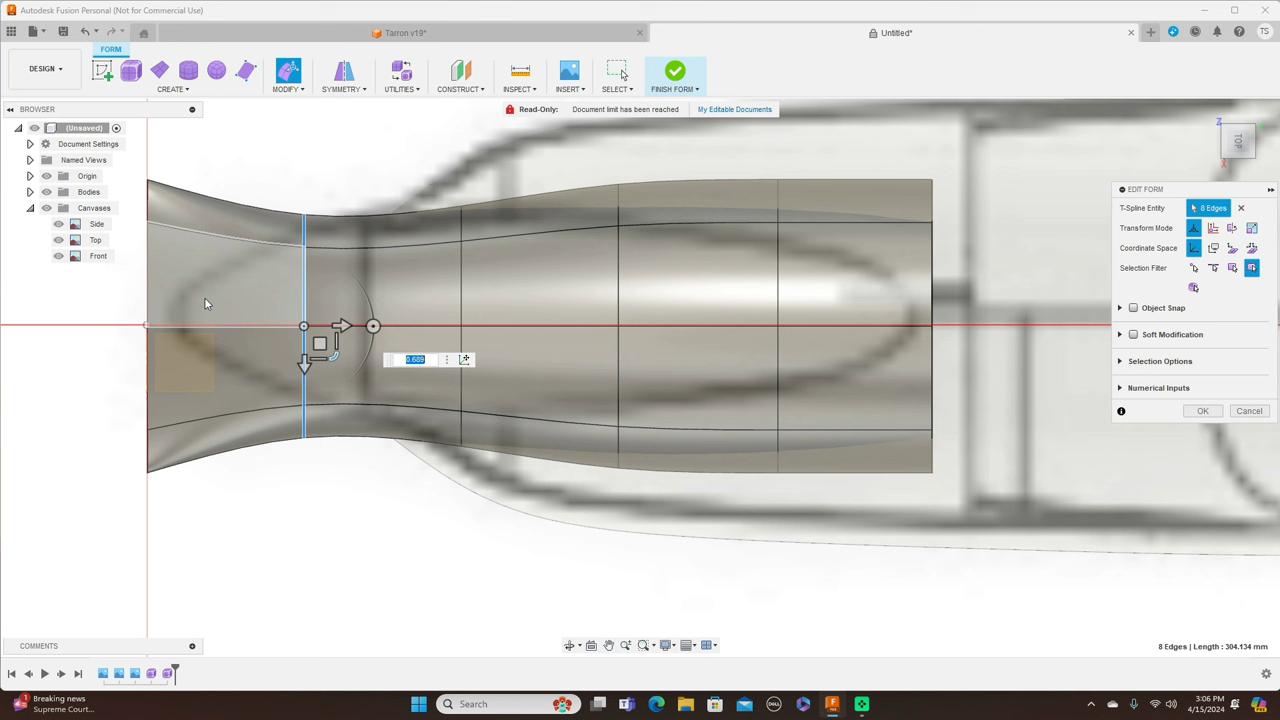 Autodesk Fusion Personal (Not for Commercial Use)
Tarron v19*
Untitled*
TS
FORM
DESIGN
CREATE
MODIFY
SYMMETRY
UTILITIES
CONSTRUCT
INSPECT
INSERT
SELECT
FINISH FORM
BROWSER
Read-Only: Document limit has been reached My Editable Documents
(Unsaved)
Document Settings
Named Views
Origin
Bodies
Canvases
Side
Top
Front
Z
TOP
X
EDIT FORM
T-Spline Entity 8 Edges
Transform Mode
Coordinate Space
Selection Filter
Object Snap
Soft Modification
Selection Options
Numerical Inputs
OK Cancel
0.689
COMMENTS
8 Edges | Length : 304.134 mm
1
Breaking news
Supreme Court...
Search
DELL
3:06 PM
4/15/2024